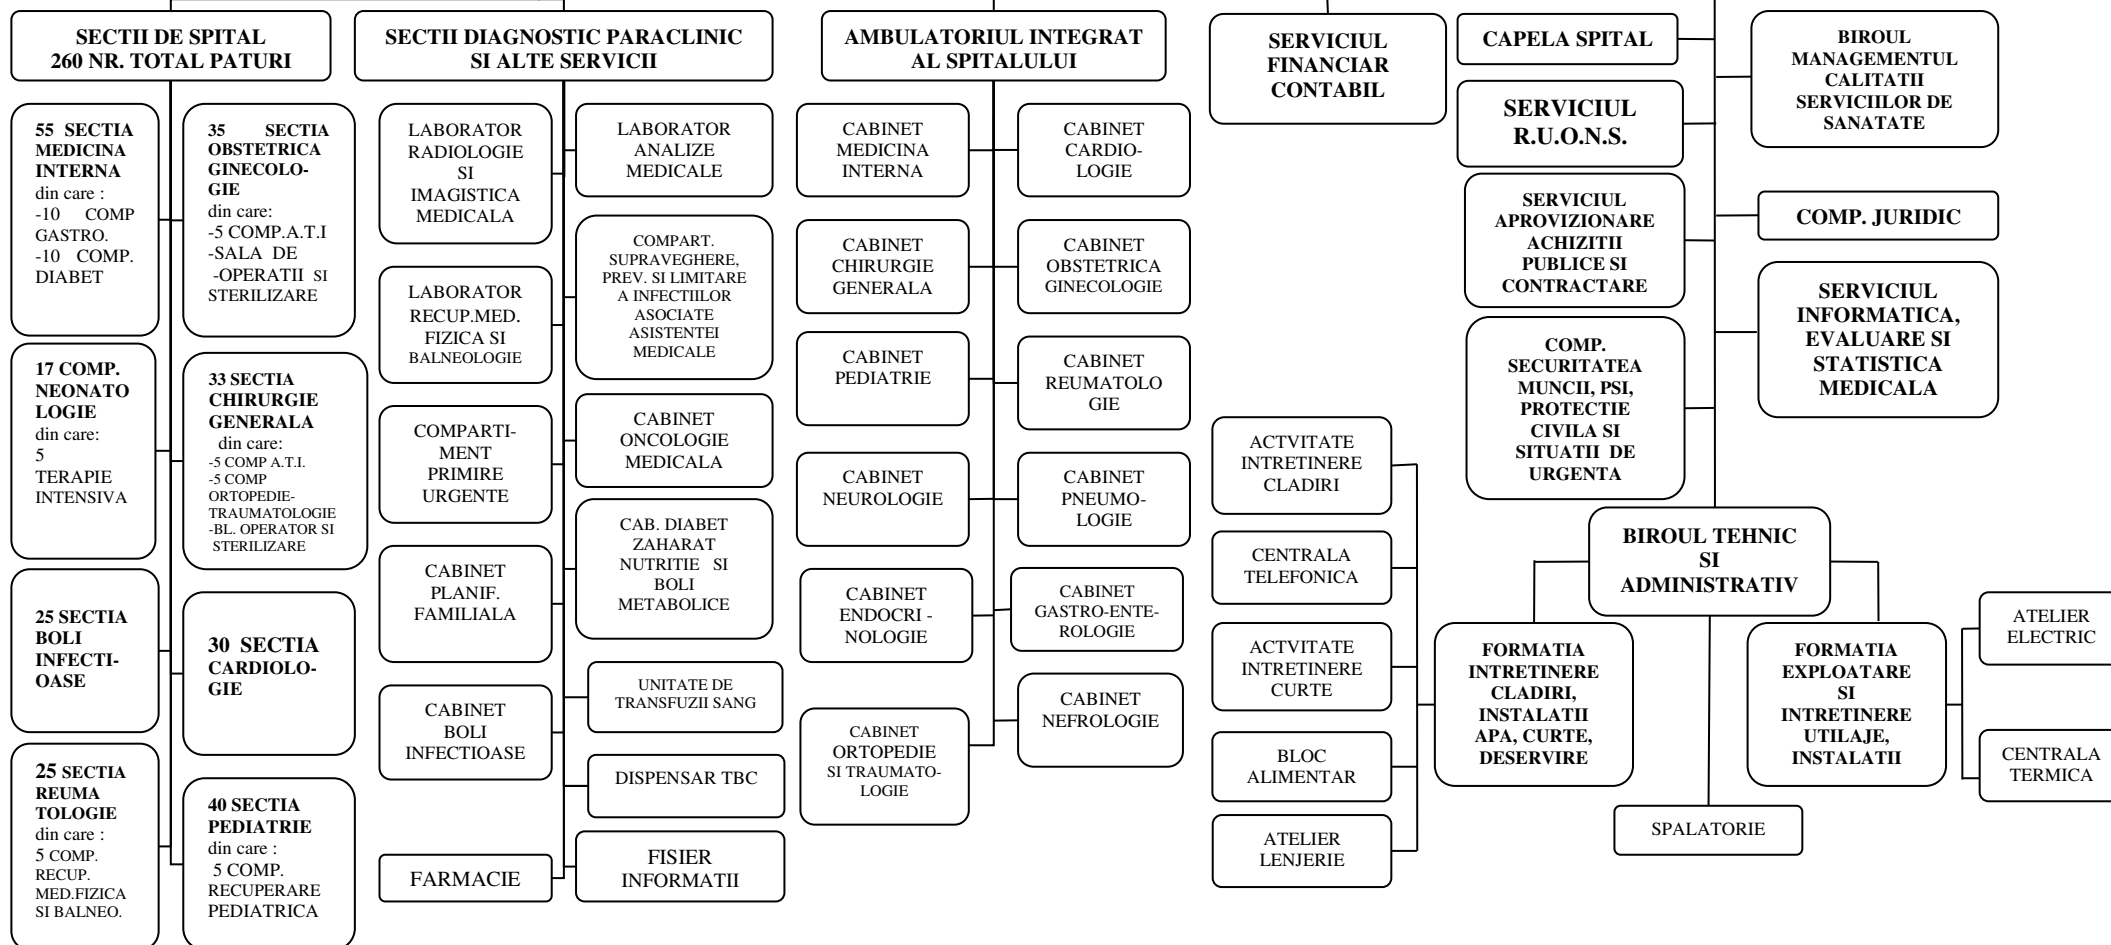 SECTII DE SPITAL
260 NR. TOTAL PATURI
55 SECTIA
MEDICINA
INTERNA
din care :
-10 COMP
GASTRO.
-10 COMP.
DIABET
35 SECTIA
OBSTETRICA
GINECOLO-
GIE
din care:
-5 COMP.A.T.I
-SALA DE
-OPERATII SI
STERILIZARE
17 COMP.
NEONATO
LOGIE
din care:
5
TERAPIE
INTENSIVA
33 SECTIA
CHIRURGIE
GENERALA
din care:
-5 COMP A.T.I.
-5 COMP
ORTOPEDIE-
TRAUMATOLOGIE
-BL. OPERATOR SI
STERILIZARE
25 SECTIA
BOLI
INFECTI-
OASE
30 SECTIA
CARDIOLO-
GIE
25 SECTIA
REUMA
TOLOGIE
din care :
5 COMP.
RECUP.
MED.FIZICA
SI BALNEO.
40 SECTIA
PEDIATRIE
din care :
5 COMP.
RECUPERARE
PEDIATRICA
SECTII DIAGNOSTIC PARACLINIC
SI ALTE SERVICII
LABORATOR
RADIOLOGIE
SI
IMAGISTICA
MEDICALA
LABORATOR
ANALIZE
MEDICALE
LABORATOR
RECUP.MED.
FIZICA SI
BALNEOLOGIE
COMPART.
SUPRAVEGHERE,
PREV. SI LIMITARE
A INFECTIILOR
ASOCIATE
ASISTENTEI
MEDICALE
COMPARTI-
MENT
PRIMIRE
URGENTE
CABINET
ONCOLOGIE
MEDICALA
CABINET
PLANIF.
FAMILIALA
CAB. DIABET
ZAHARAT
NUTRITIE SI
BOLI
METABOLICE
CABINET
BOLI
INFECTIOASE
UNITATE DE
TRANSFUZII SANG
DISPENSAR TBC
FARMACIE
FISIER
INFORMATII
AMBULATORIUL INTEGRAT
AL SPITALULUI
CABINET
MEDICINA
INTERNA
CABINET
CARDIO-
LOGIE
CABINET
CHIRURGIE
GENERALA
CABINET
OBSTETRICA
GINECOLOGIE
CABINET
PEDIATRIE
CABINET
REUMATOLO
GIE
CABINET
NEUROLOGIE
CABINET
PNEUMO-
LOGIE
CABINET
ENDOCRI -
NOLOGIE
CABINET
GASTRO-ENTE-
ROLOGIE
CABINET
ORTOPEDIE
SI TRAUMATO-
LOGIE
CABINET
NEFROLOGIE
SERVICIUL
FINANCIAR
CONTABIL
CAPELA SPITAL
BIROUL
MANAGEMENTUL
CALITATII
SERVICIILOR DE
SANATATE
SERVICIUL
R.U.O.N.S.
SERVICIUL
APROVIZIONARE
ACHIZITII
PUBLICE SI
CONTRACTARE
COMP. JURIDIC
COMP.
SECURITATEA
MUNCII, PSI,
PROTECTIE
CIVILA SI
SITUATII DE
URGENTA
SERVICIUL
INFORMATICA,
EVALUARE SI
STATISTICA
MEDICALA
BIROUL TEHNIC
SI
ADMINISTRATIV
ACTVITATE
INTRETINERE
CLADIRI
CENTRALA
TELEFONICA
ACTVITATE
INTRETINERE
CURTE
BLOC
ALIMENTAR
ATELIER
LENJERIE
FORMATIA
INTRETINERE
CLADIRI,
INSTALATII
APA, CURTE,
DESERVIRE
SPALATORIE
FORMATIA
EXPLOATARE
SI
INTRETINERE
UTILAJE,
INSTALATII
ATELIER
ELECTRIC
CENTRALA
TERMICA